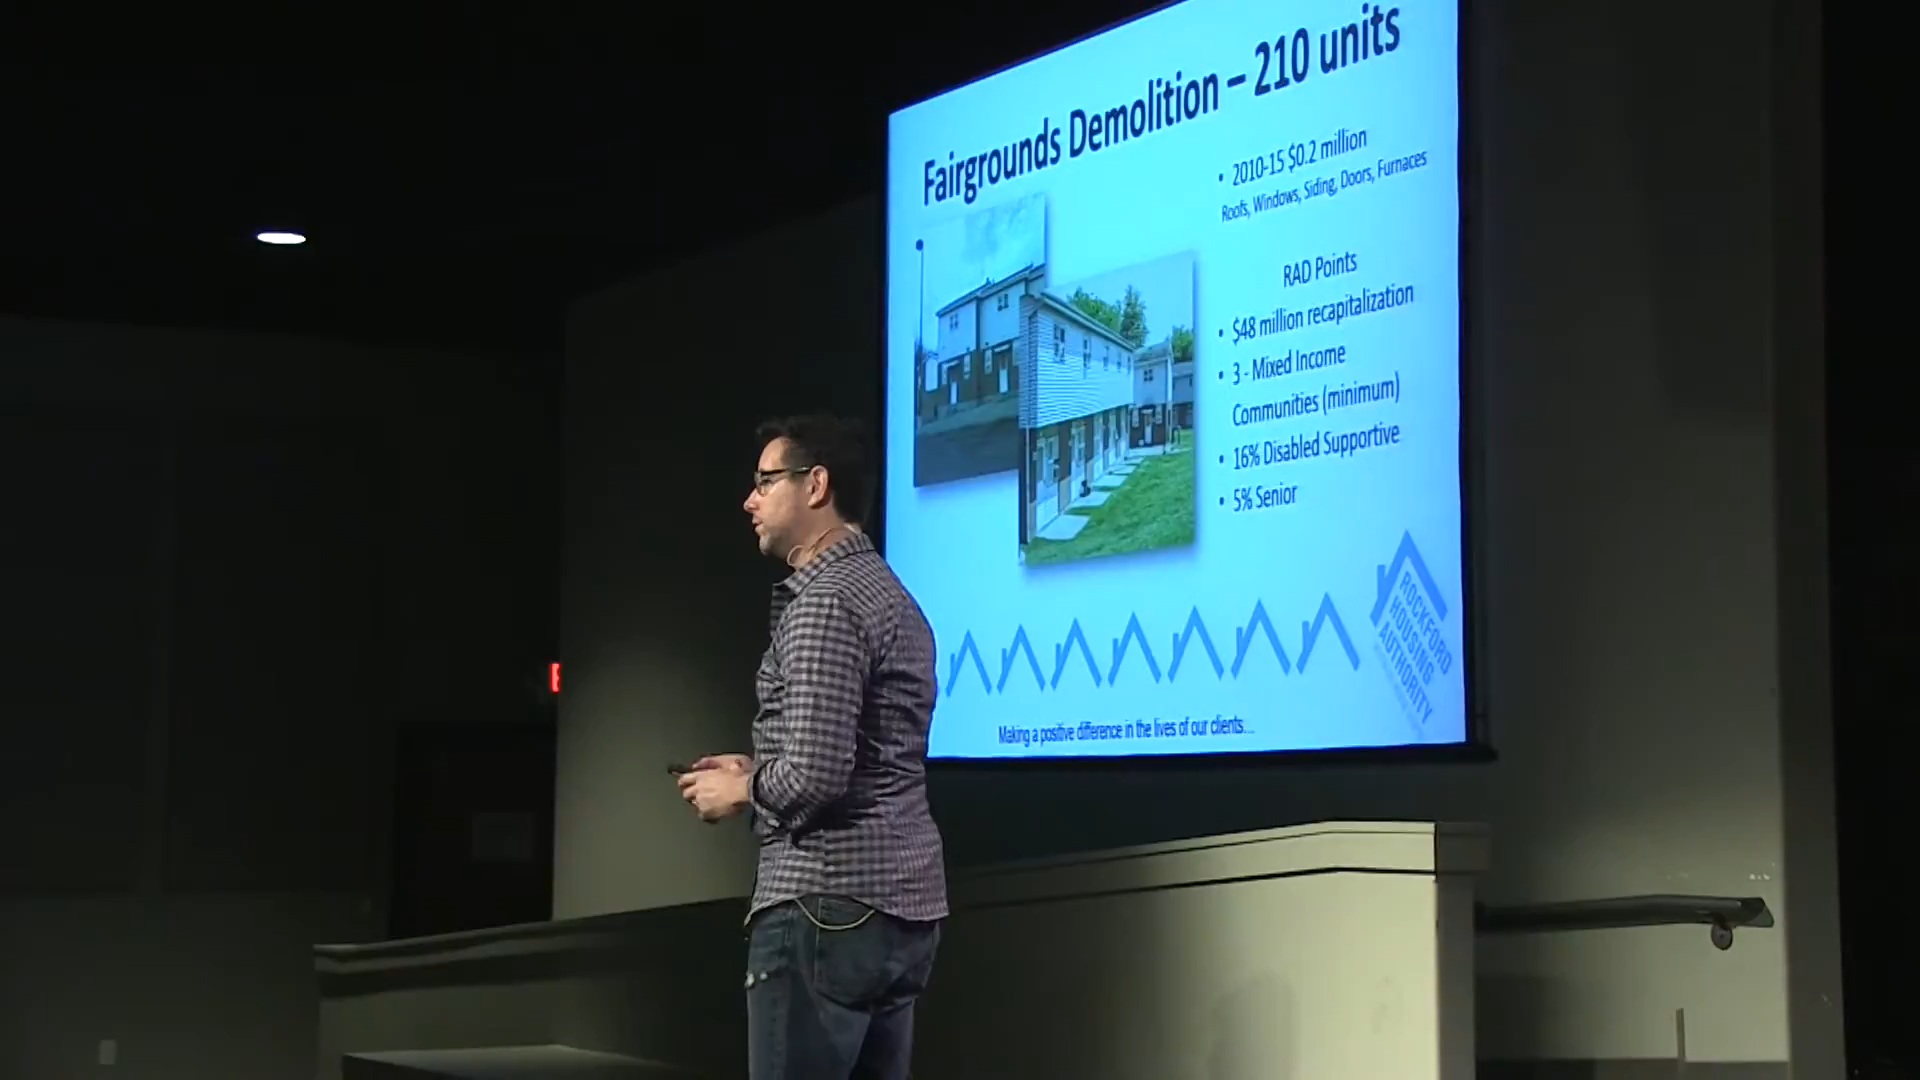 Fairgrounds Demolition – 210 units
• 2010-15 $0.2 million
Roofs, Windows, Siding, Doors, Furnaces
RAD Points
• $48 million recapitalization
• 3 - Mixed Income
Communities (minimum)
• 16% Disabled Supportive
• 5% Senior
ROCKFORD
HOUSING
AUTHORITY
Making a positive difference in the lives of our clients...